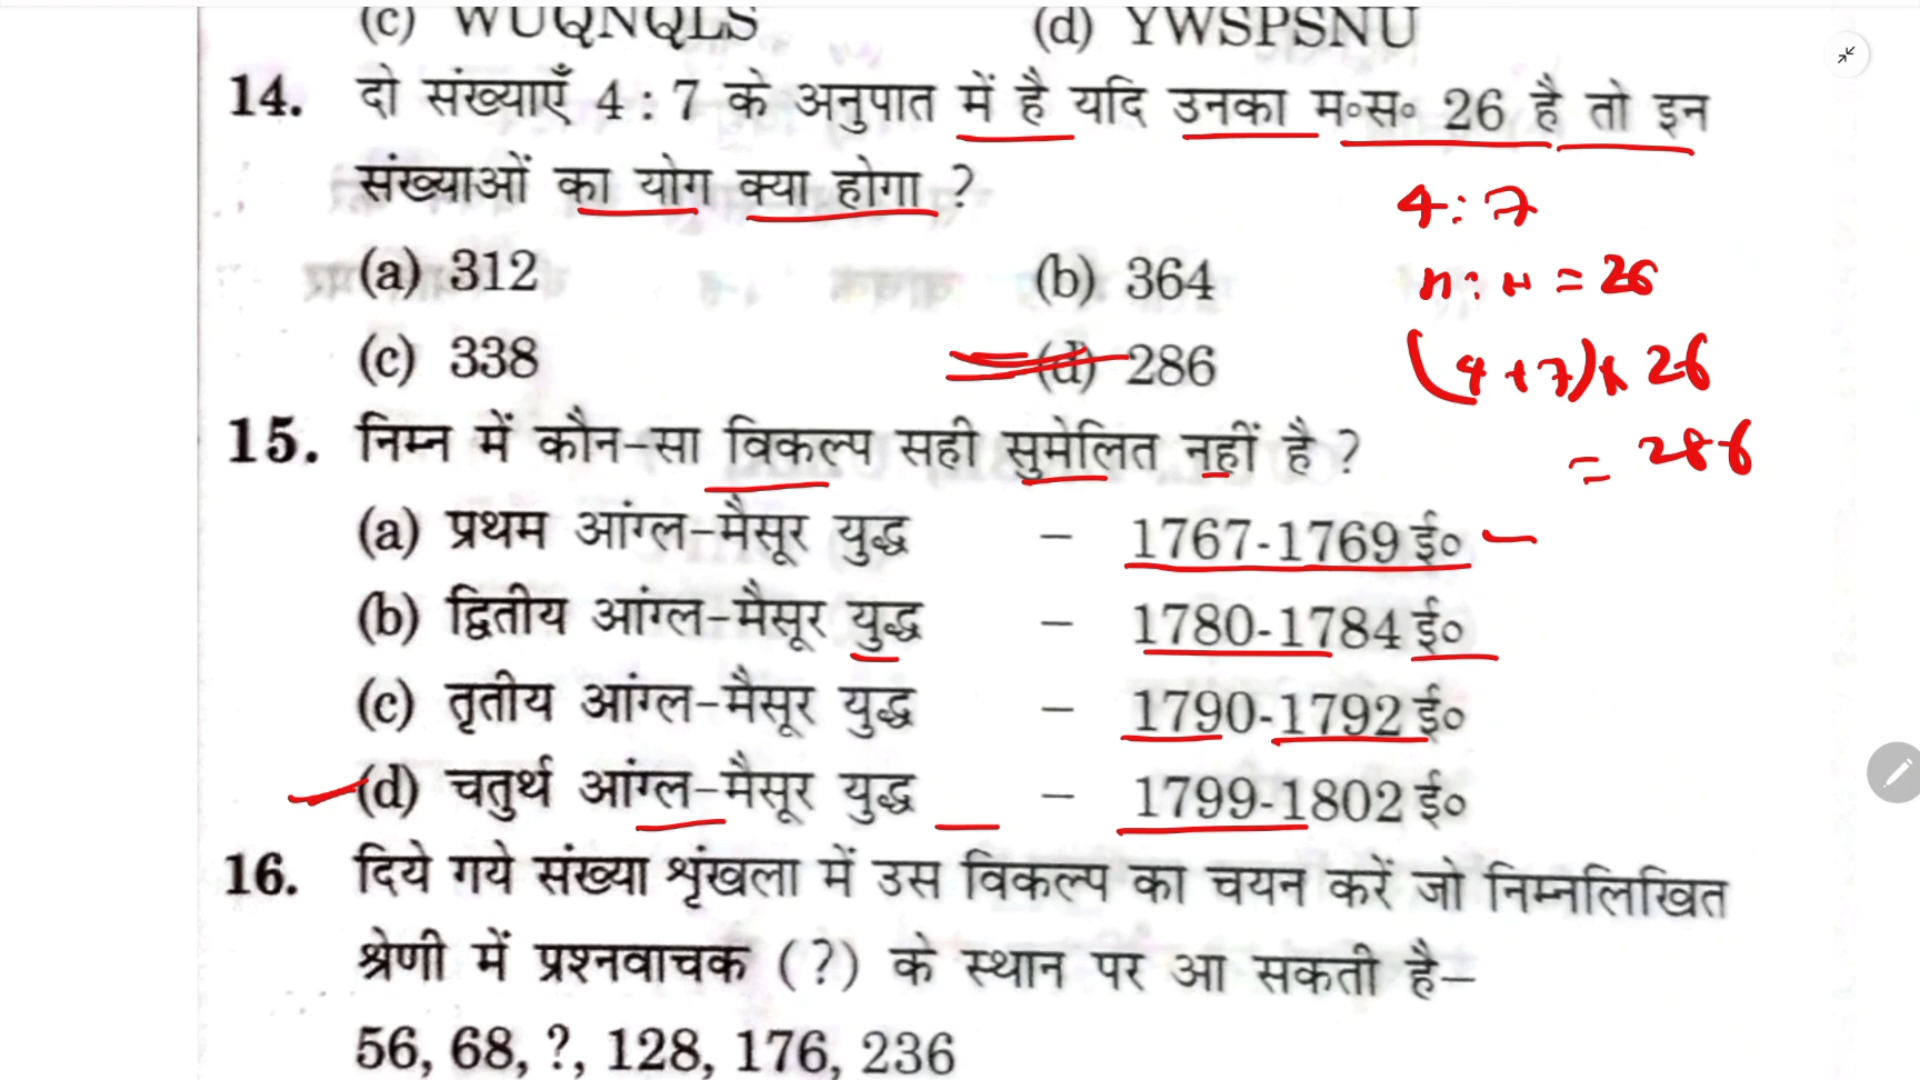 (c) WUQNQLS (d) YWSPSNU
14. दो संख्याएँ 4 : 7 के अनुपात में है यदि उनका म॰स॰ 26 है तो इन
संख्याओं का योग क्या होगा ?
4 : 7
(a) 312 (b) 364
= 26
(c) 338 (d) 286
(4+7)× 26
= 286
15. निम्न में कौन-सा विकल्प सही सुमेलित नहीं है ?
(a) प्रथम आंग्ल-मैसूर युद्ध – 1767-1769 ई०
(b) द्वितीय आंग्ल-मैसूर युद्ध – 1780-1784 ई०
(c) तृतीय आंग्ल-मैसूर युद्ध – 1790-1792 ई०
(d) चतुर्थ आंग्ल-मैसूर युद्ध – 1799-1802 ई०
16. दिये गये संख्या शृंखला में उस विकल्प का चयन करें जो निम्नलिखित
श्रेणी में प्रश्नवाचक (?) के स्थान पर आ सकती है–
56, 68, ?, 128, 176, 236